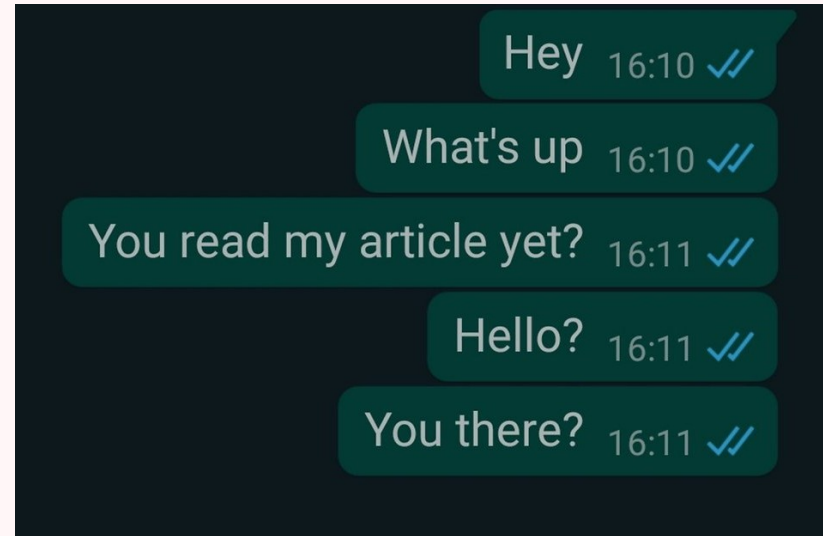 Hey 16:10
What's up 16:10
You read my article yet? 16:11
Hello? 16:11
You there? 16:11